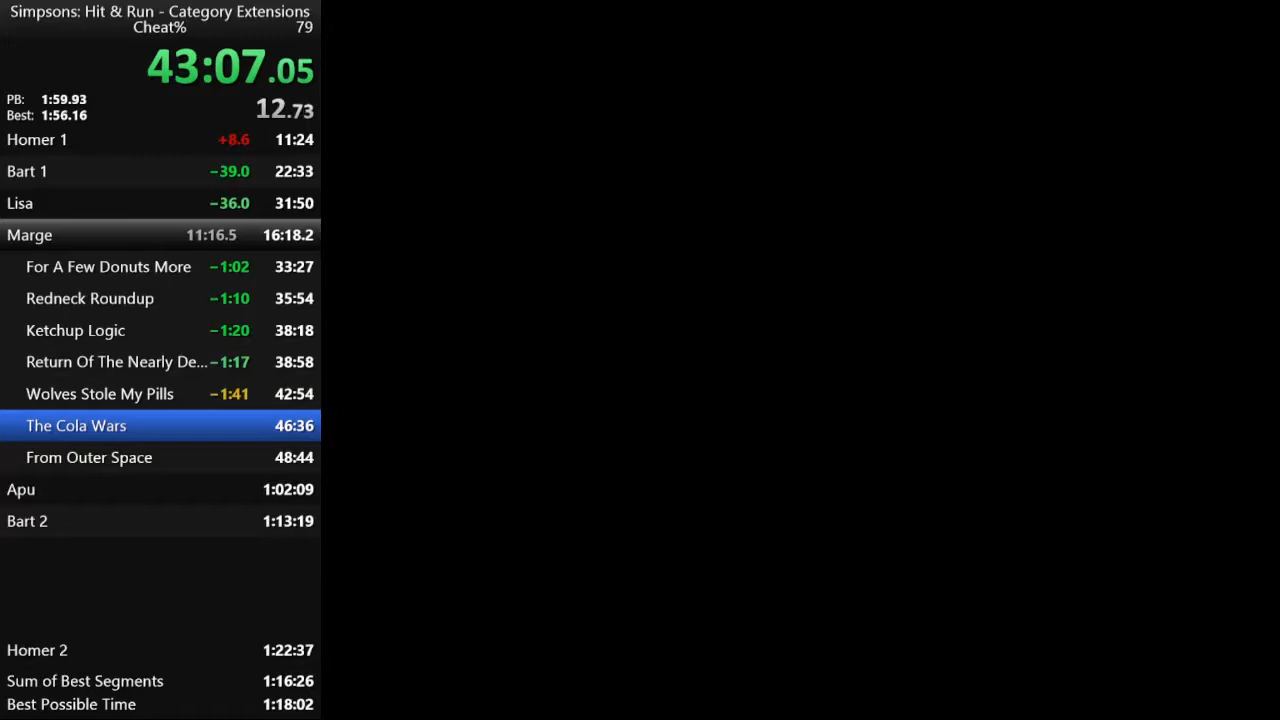 Simpsons: Hit & Run - Category Extensions
Cheat% 79
43:07.05
PB: 1:59.93 12.73
Best: 1:56.16
Homer 1 +8.6 11:24
Bart 1 −39.0 22:33
Lisa −36.0 31:50
Marge 11:16.5 16:18.2
For A Few Donuts More −1:02 33:27
Redneck Roundup −1:10 35:54
Ketchup Logic −1:20 38:18
Return Of The Nearly De... −1:17 38:58
Wolves Stole My Pills −1:41 42:54
The Cola Wars 46:36
From Outer Space 48:44
Apu 1:02:09
Bart 2 1:13:19
Homer 2 1:22:37
Sum of Best Segments 1:16:26
Best Possible Time 1:18:02